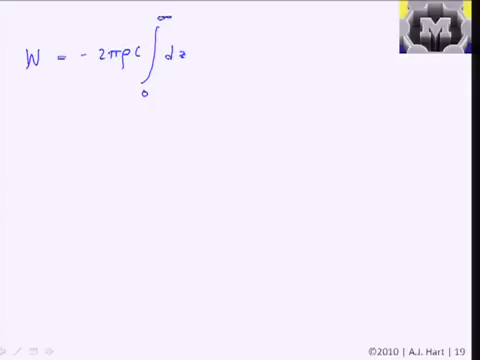 W = - 2πρC ∫₀^∞ dz
M
©2010 | A.J. Hart | 19